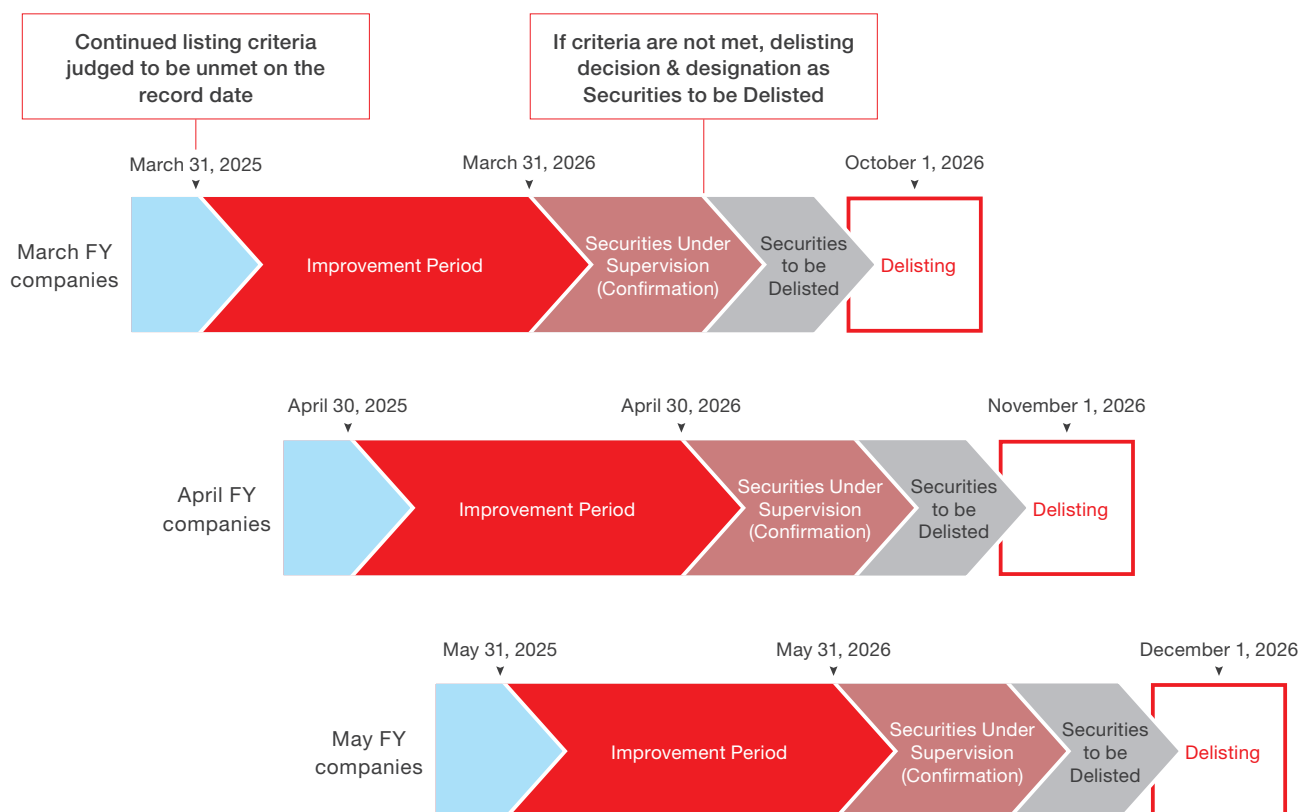 Continued listing criteria
judged to be unmet on the
record date
If criteria are not met, delisting
decision & designation as
Securities to be Delisted
March 31, 2025
March 31, 2026
October 1, 2026
March FY
companies
Improvement Period
Securities Under
Supervision
(Confirmation)
Securities
to be
Delisted
Delisting
April 30, 2025
April 30, 2026
November 1, 2026
April FY
companies
Improvement Period
Securities Under
Supervision
(Confirmation)
Securities
to be
Delisted
Delisting
May 31, 2025
May 31, 2026
December 1, 2026
May FY
companies
Improvement Period
Securities Under
Supervision
(Confirmation)
Securities
to be
Delisted
Delisting